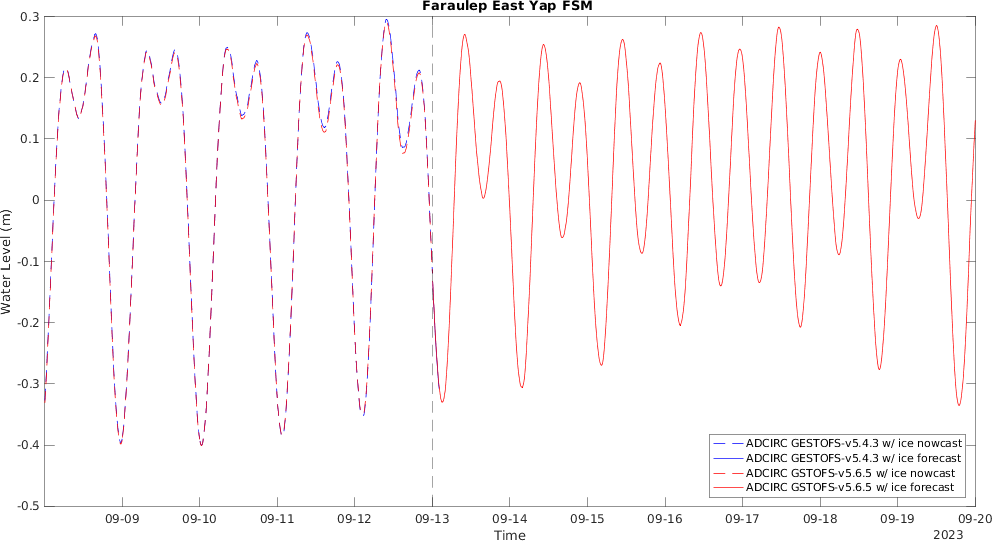 Faraulep East Yap FSM
Water Level (m)
0.3
0.2
0.1
0
-0.1
-0.2
-0.3
-0.4
-0.5
09-09 09-10 09-11 09-12 09-13 09-14 09-15 09-16 09-17 09-18 09-19 09-20
Time
2023
ADCIRC GESTOFS-v5.4.3 w/ ice nowcast
ADCIRC GESTOFS-v5.4.3 w/ ice forecast
ADCIRC GSTOFS-v5.6.5 w/ ice nowcast
ADCIRC GSTOFS-v5.6.5 w/ ice forecast